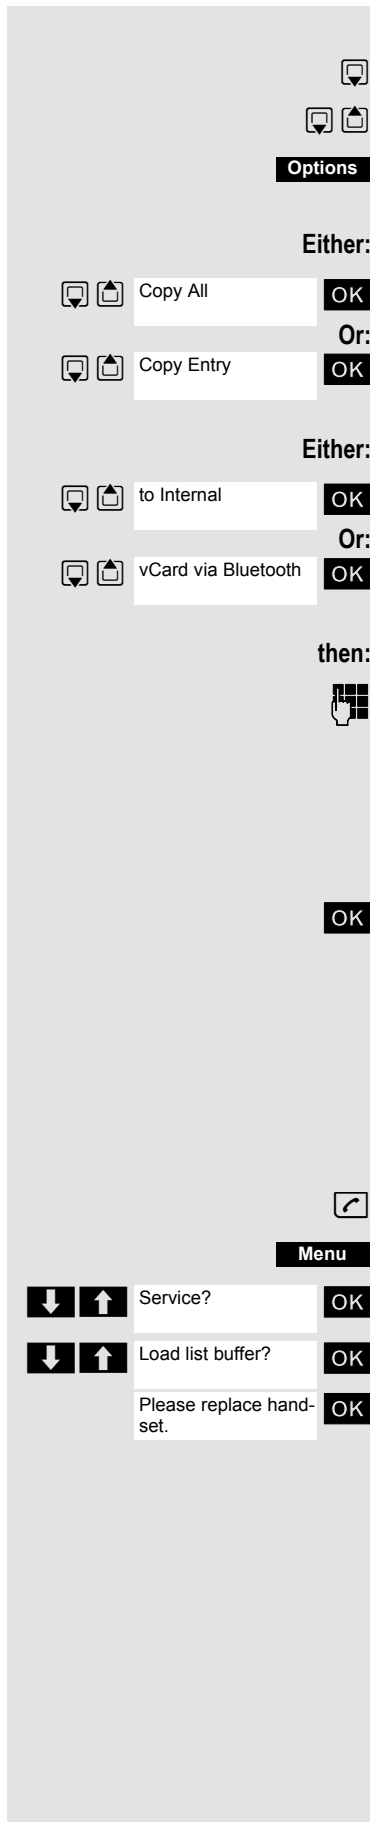 Options
Either:
Copy All OK
Or:
Copy Entry OK
Either:
to Internal OK
Or:
vCard via Bluetooth OK
then:
OK
Menu
Service? OK
Load list buffer? OK
Please replace hand- OK
set.